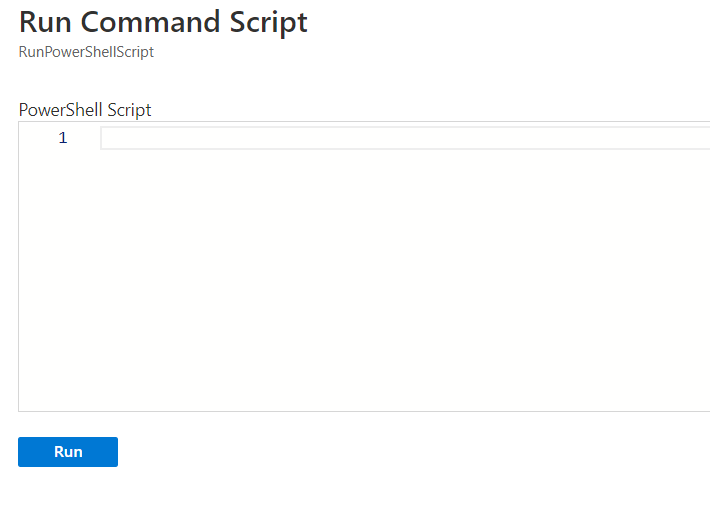 Run Command Script
RunPowerShellScript
PowerShell Script
1
Run